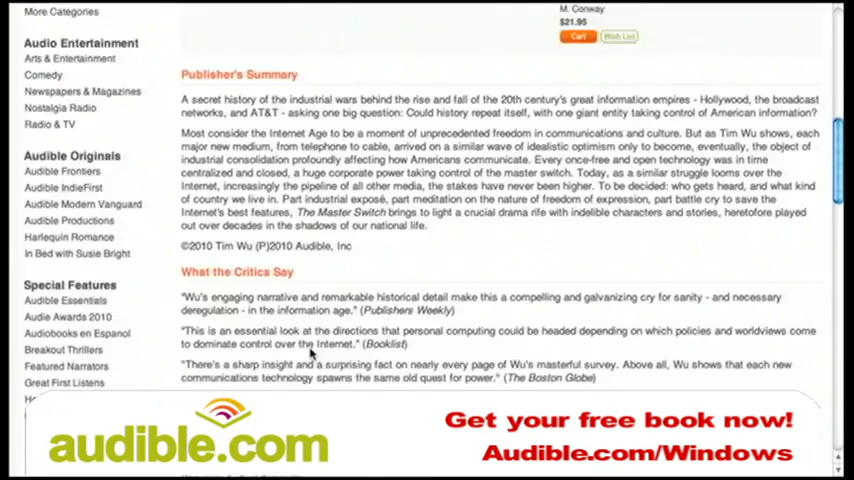 More Categories
Audio Entertainment
Arts & Entertainment
Comedy
Newspapers & Magazines
Nostalgia Radio
Radio & TV
Audible Originals
Audible Frontiers
Audible IndieFirst
Audible Modern Vanguard
Audible Productions
Harlequin Romance
In Bed with Susie Bright
Special Features
Audible Essentials
Audie Awards 2010
Audiobooks en Espanol
Breakout Thrillers
Featured Narrators
Great First Listens
M. Conway
$21.95
Cart
Wish List
Publisher's Summary
A secret history of the industrial wars behind the rise and fall of the 20th century's great information empires - Hollywood, the broadcast
networks, and AT&T - asking one big question: Could history repeat itself, with one giant entity taking control of American information?
Most consider the Internet Age to be a moment of unprecedented freedom in communications and culture. But as Tim Wu shows, each
major new medium, from telephone to cable, arrived on a similar wave of idealistic optimism only to become, eventually, the object of
industrial consolidation profoundly affecting how Americans communicate. Every once-free and open technology was in time
centralized and closed, a huge corporate power taking control of the master switch. Today, as a similar struggle looms over the
Internet, increasingly the pipeline of all other media, the stakes have never been higher. To be decided: who gets heard, and what kind
of country we live in. Part industrial exposé, part meditation on the nature of freedom of expression, part battle cry to save the
Internet's best features, The Master Switch brings to light a crucial drama rife with indelible characters and stories, heretofore played
out over decades in the shadows of our national life.
©2010 Tim Wu (P)2010 Audible, Inc
What the Critics Say
"Wu's engaging narrative and remarkable historical detail make this a compelling and galvanizing cry for sanity - and necessary
deregulation - in the information age." (Publishers Weekly)
"This is an essential look at the directions that personal computing could be headed depending on which policies and worldviews come
to dominate control over the Internet." (Booklist)
"There's a sharp insight and a surprising fact on nearly every page of Wu's masterful survey. Above all, Wu shows that each new
communications technology spawns the same old quest for power." (The Boston Globe)
audible.com
Get your free book now!
Audible.com/Windows